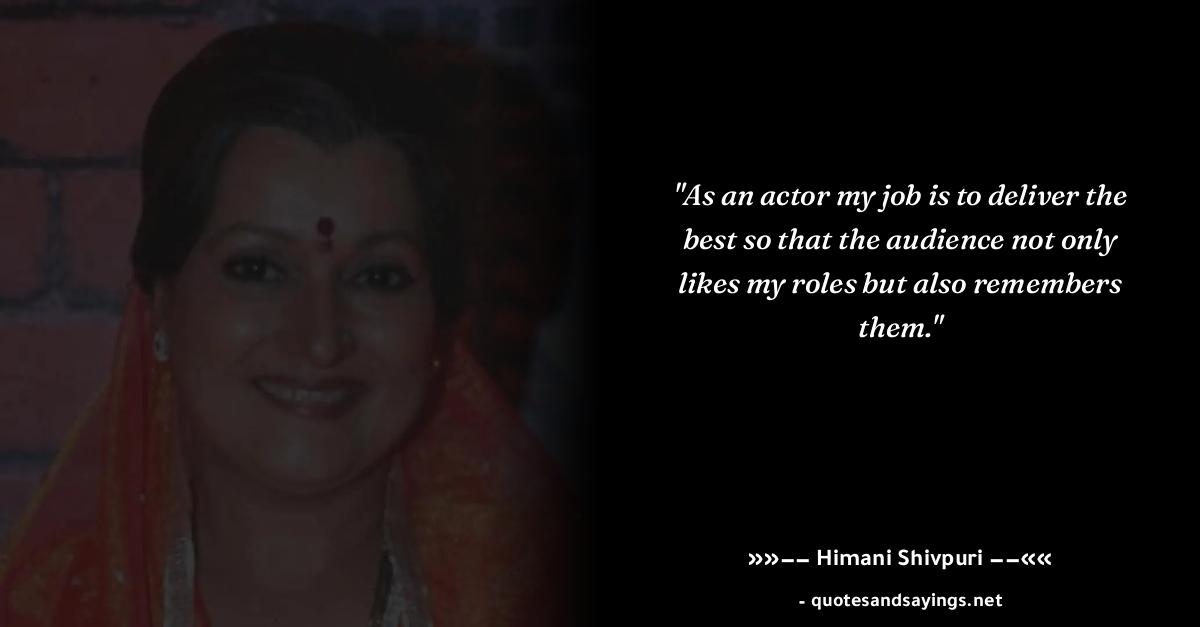 "As an actor my job is to deliver the
best so that the audience not only
likes my roles but also remembers
them."
»»−− Himani Shivpuri −−««
- quotesandsayings.net